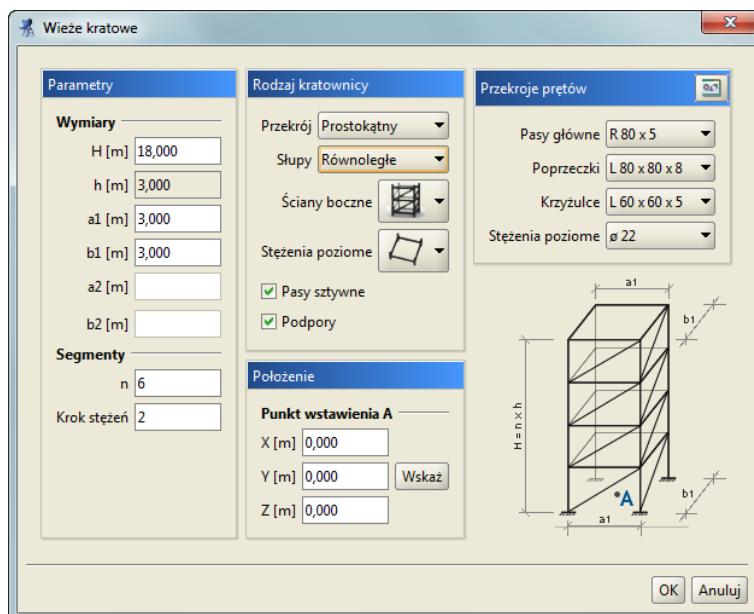 Wieże kratowe
x
Parametry
Wymiary
H [m] 18,000
h [m] 3,000
a1 [m] 3,000
b1 [m] 3,000
a2 [m]
b2 [m]
Segmenty
n 6
Krok stężeń 2
Rodzaj kratownicy
Przekrój Prostokątny
Słupy Równoległe
Ściany boczne
Stężenia poziome
Pasy sztywne
Podpory
Położenie
Punkt wstawienia A
X [m] 0,000
Y [m] 0,000 Wskaż
Z [m] 0,000
Przekroje prętów
Pasy główne R 80 x 5
Poprzeczki L 80 x 80 x 8
Krzyżulce L 60 x 60 x 5
Stężenia poziome ø 22
a1
b1
H = n x h
A
b1
a1
OK Anuluj